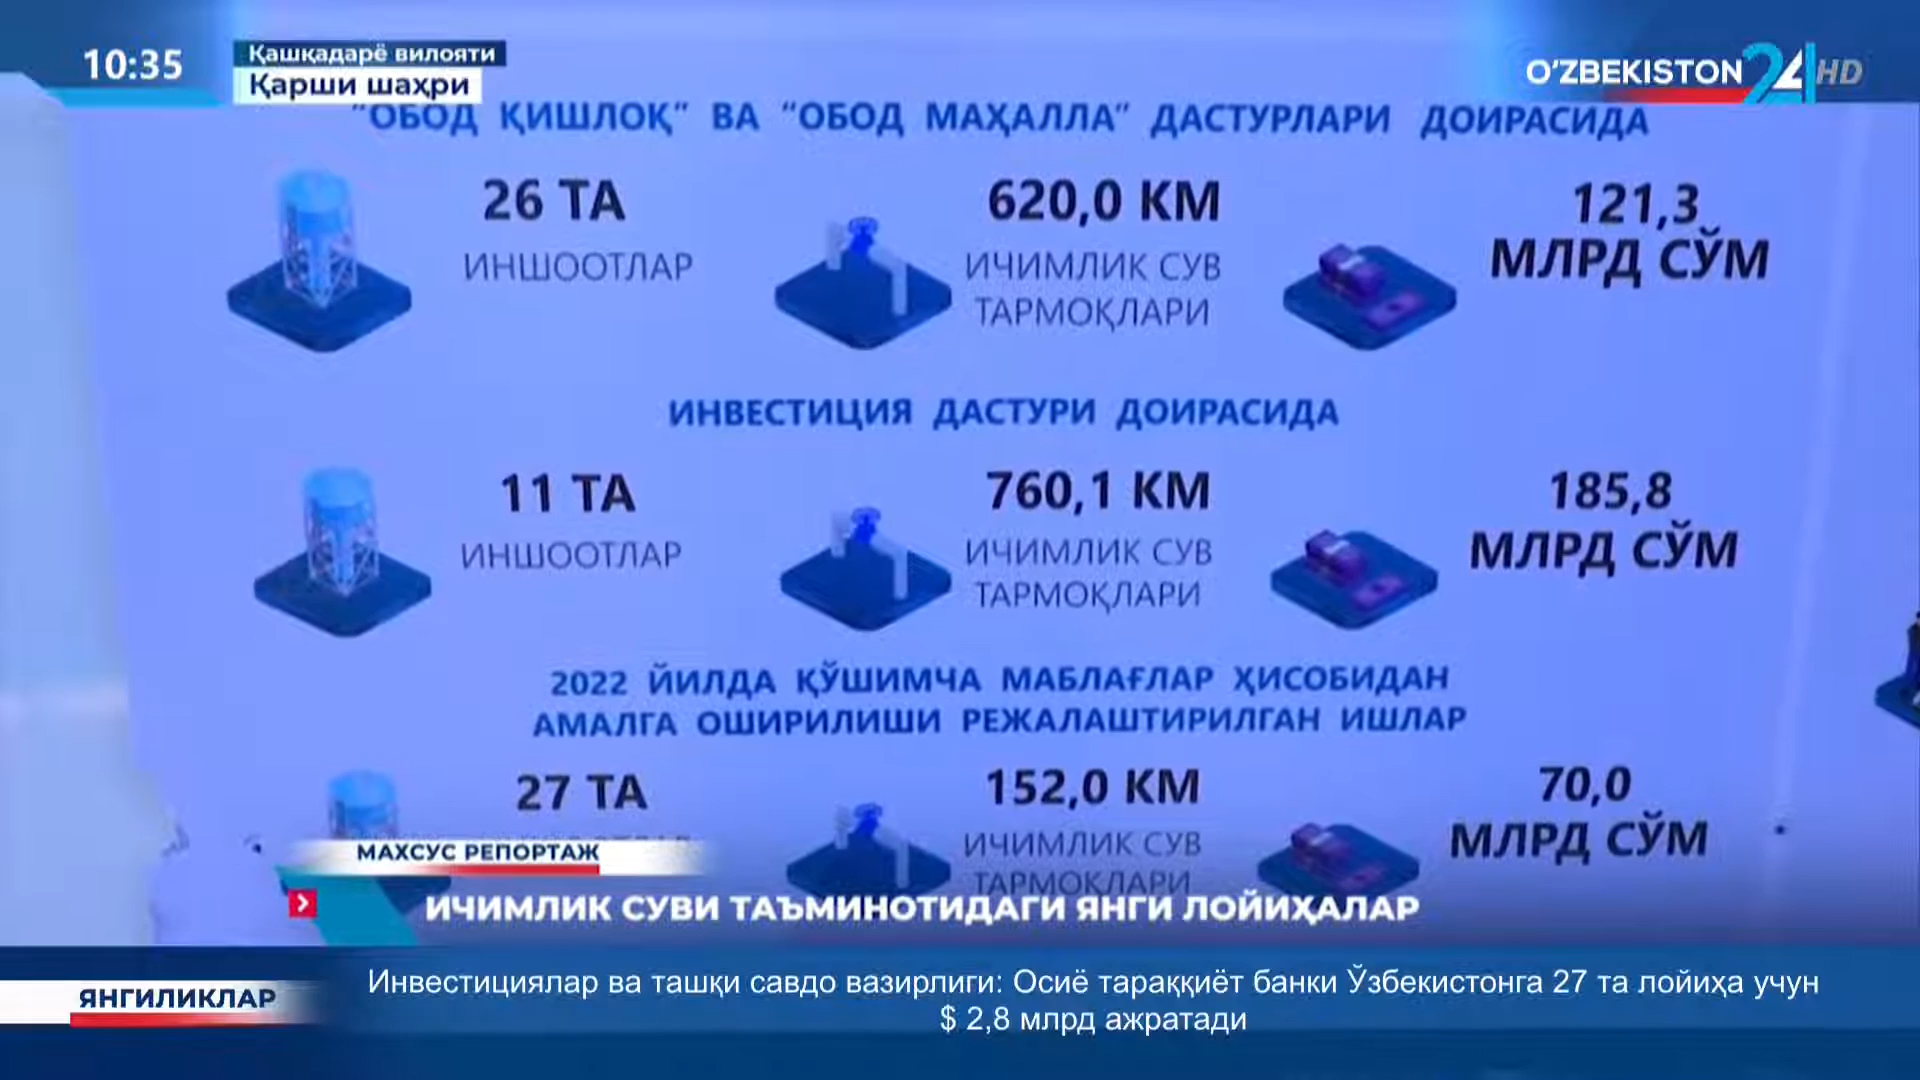 10:35
Қашқадарё вилояти
Қарши шаҳри
O‘ZBEKISTON 24 HD
“ОБОД ҚИШЛОҚ” ВА “ОБОД МАҲАЛЛА” ДАСТУРЛАРИ ДОИРАСИДА
26 ТА
ИНШООТЛАР
620,0 КМ
ИЧИМЛИК СУВ
ТАРМОҚЛАРИ
121,3
МЛРД СЎМ
ИНВЕСТИЦИЯ ДАСТУРИ ДОИРАСИДА
11 ТА
ИНШООТЛАР
760,1 КМ
ИЧИМЛИК СУВ
ТАРМОҚЛАРИ
185,8
МЛРД СЎМ
2022 ЙИЛДА ҚЎШИМЧА МАБЛАҒЛАР ҲИСОБИДАН
АМАЛГА ОШИРИЛИШИ РЕЖАЛАШТИРИЛГАН ИШЛАР
27 ТА
152,0 КМ
ИЧИМЛИК СУВ
ТАРМОҚЛАРИ
70,0
МЛРД СЎМ
МАХСУС РЕПОРТАЖ
ИЧИМЛИК СУВИ ТАЪМИНОТИДАГИ ЯНГИ ЛОЙИҲАЛАР
ЯНГИЛИКЛАР
Инвестициялар ва ташқи савдо вазирлиги: Осиё тараққиёт банки Ўзбекистонга 27 та лойиҳа учун
$ 2,8 млрд ажратади